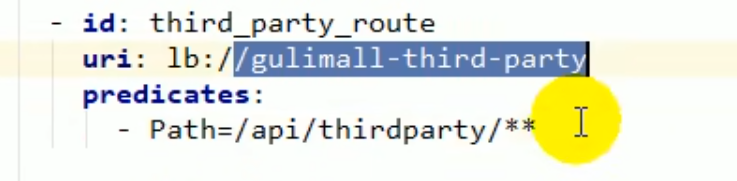 - id: third_party_route
uri: lb://gulimall-third-party
predicates:
- Path=/api/thirdparty/**